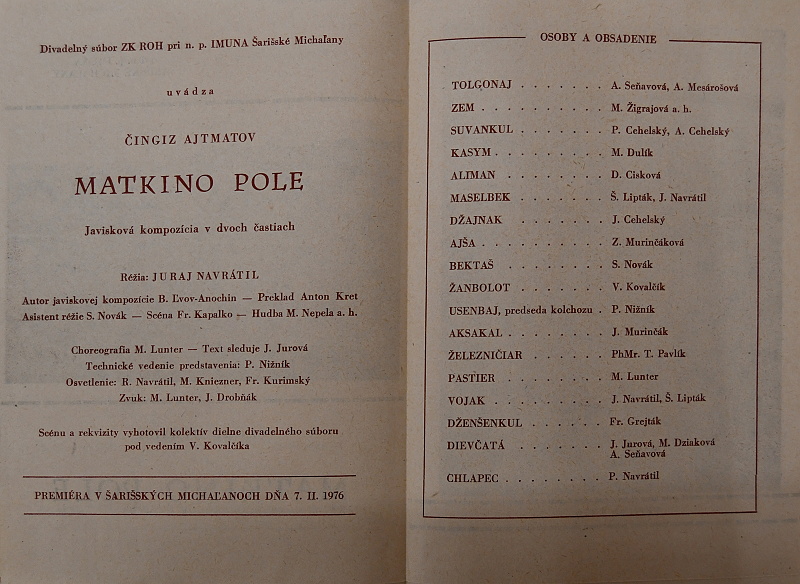 Divadelný súbor ZK ROH pri n. p. IMUNA Šarišské Michaľany
uvádza
ČINGIZ AJTMATOV
MATKINO POLE
Javisková kompozícia v dvoch častiach
Réžia: JURAJ NAVRÁTIL
Autor javiskovej kompozície B. Ľvov-Anochin — Preklad Anton Kret
Asistent réžie S. Novák — Scéna Fr. Kapalko — Hudba M. Nepela a. h.
Choreografia M. Lunter — Text sleduje J. Jurová
Technické vedenie predstavenia: P. Nižník
Osvetlenie: R. Navrátil, M. Kniezner, Fr. Kurimský
Zvuk: M. Lunter, J. Drobňák
Scénu a rekvizity vyhotovil kolektív dielne divadelného súboru
pod vedením V. Kovalčíka
PREMIÉRA V ŠARIŠSKÝCH MICHAĽANOCH DŇA 7. II. 1976
OSOBY A OBSADENIE
TOLGONAJ . . . . . . . A. Seňavová, A. Mesárošová
ZEM . . . . . . . . . M. Žigrajová a. h.
SUVANKUL . . . . . . . P. Cehelský, A. Cehelský
KASYM . . . . . . . . . M. Dulík
ALIMAN . . . . . . . . D. Cisková
MASELBEK . . . . . . . Š. Lipták, J. Navrátil
DŽAJNAK . . . . . . . J. Cehelský
AJŠA . . . . . . . . . Z. Murinčáková
BEKTAŠ . . . . . . . . S. Novák
ŽANBOLOT . . . . . . . V. Kovalčík
USENBAJ, predseda kolchozu . P. Nižník
AKSAKAL . . . . . . . . J. Murinčák
ŽELEZNIČIAR . . . . . . PhMr. T. Pavlík
PASTIER . . . . . . . . M. Lunter
VOJAK . . . . . . . . . J. Navrátil, Š. Lipták
DŽENŠENKUL . . . . . . Fr. Grejták
DIEVČATÁ . . . . . . . J. Jurová, M. Dziaková
A. Seňavová
CHLAPEC . . . . . . . . P. Navrátil